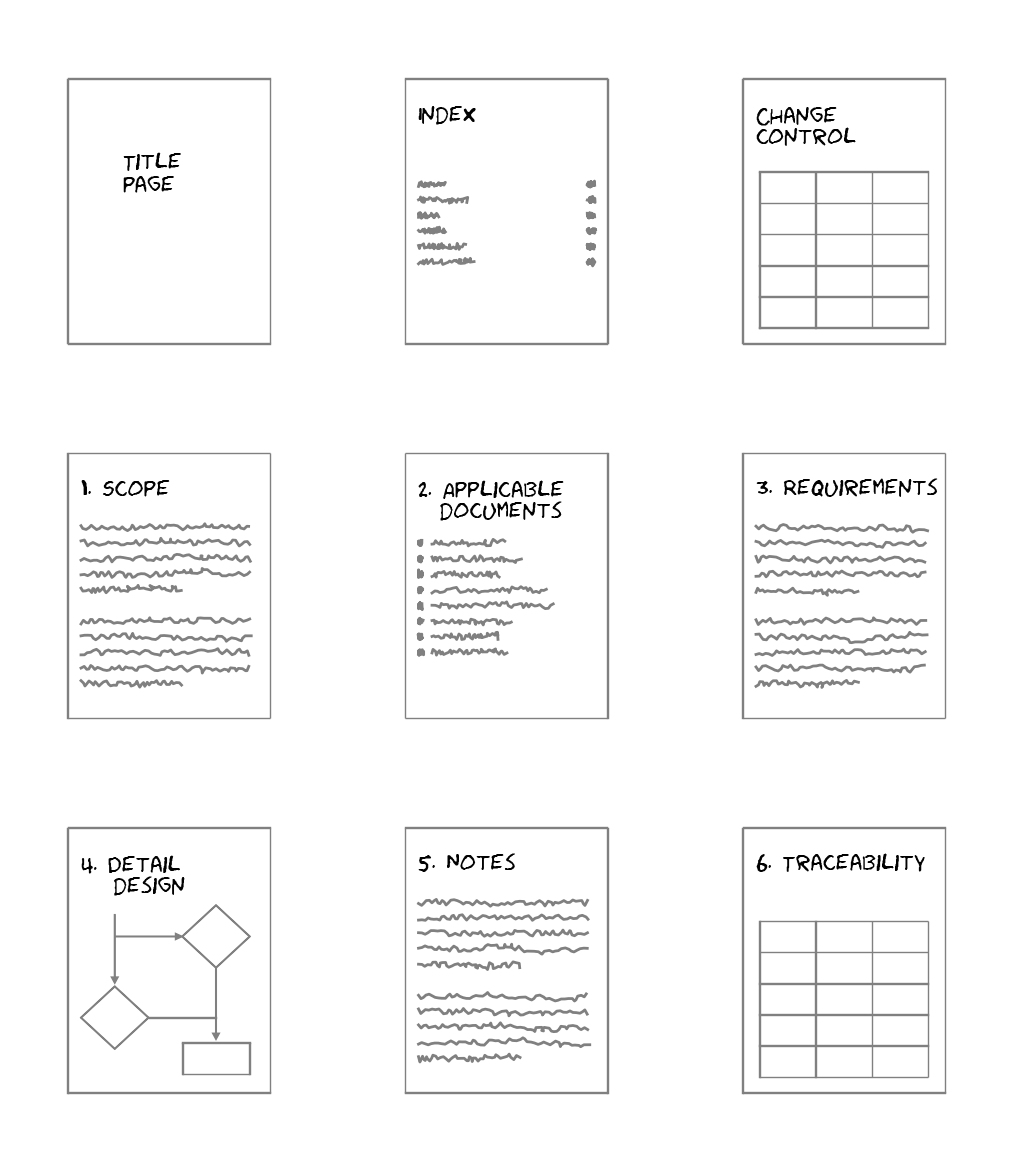 TITLE
PAGE
INDEX
CHANGE
CONTROL
1. SCOPE
2. APPLICABLE
DOCUMENTS
3. REQUIREMENTS
4. DETAIL
DESIGN
5. NOTES
6. TRACEABILITY